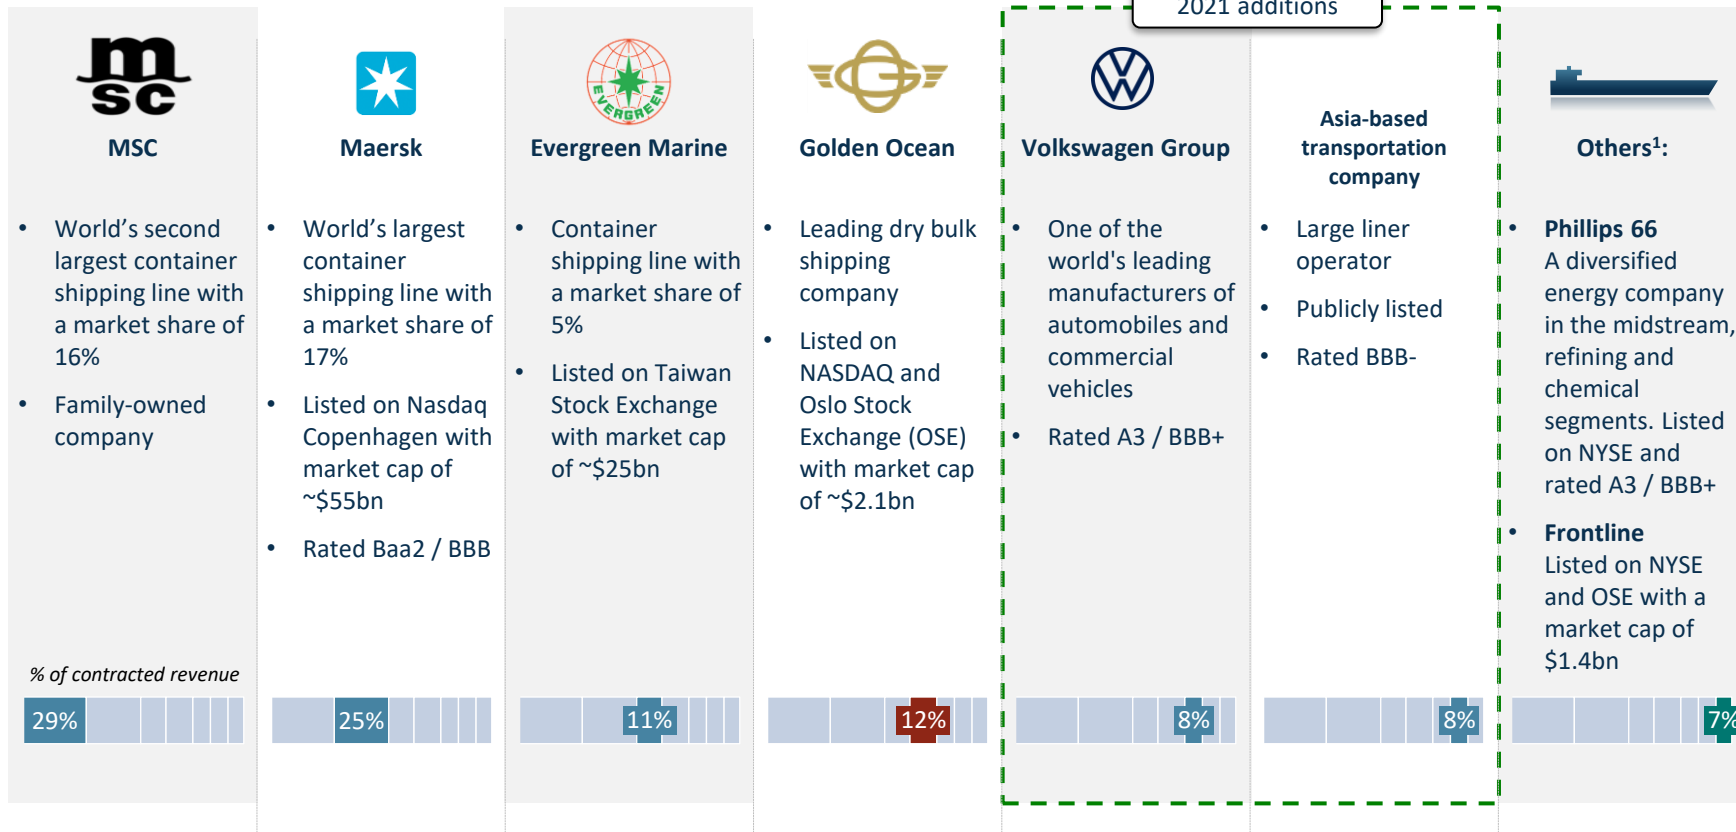 2021 additions
m
sc
EVERGREEN
MSC
Maersk
Evergreen Marine
Golden Ocean
Volkswagen Group
Asia-based
transportation
company
Others¹:
• World’s second
largest container
shipping line with
a market share of
16%
• Family-owned
company
• World’s largest
container
shipping line with
a market share of
17%
• Listed on Nasdaq
Copenhagen with
market cap of
~$55bn
• Rated Baa2 / BBB
• Container
shipping line with
a market share of
5%
• Listed on Taiwan
Stock Exchange
with market cap
of ~$25bn
• Leading dry bulk
shipping
company
• Listed on
NASDAQ and
Oslo Stock
Exchange (OSE)
with market cap
of ~$2.1bn
• One of the
world's leading
manufacturers of
automobiles and
commercial
vehicles
• Rated A3 / BBB+
• Large liner
operator
• Publicly listed
• Rated BBB-
• Phillips 66
A diversified
energy company
in the midstream,
refining and
chemical
segments. Listed
on NYSE and
rated A3 / BBB+
• Frontline
Listed on NYSE
and OSE with a
market cap of
$1.4bn
% of contracted revenue
29%
25%
11%
12%
8%
8%
7%